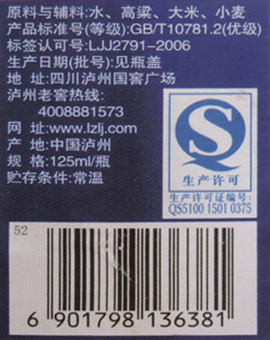 原料与辅料:水、高粱、大米、小麦
产品标准号(等级):GB/T10781.2(优级)
标签认可号:LJJ2791-2006
生产日期(批号):见瓶盖
地 址:四川泸州国窖广场
泸州老窖热线:
4008881573
网 址:www.lzlj.com
产 地:中国泸州
规 格:125ml/瓶
贮存条件:常温
生产许可
生产许可证编号:
QS5100 1501 0375
52
6 901798 136381